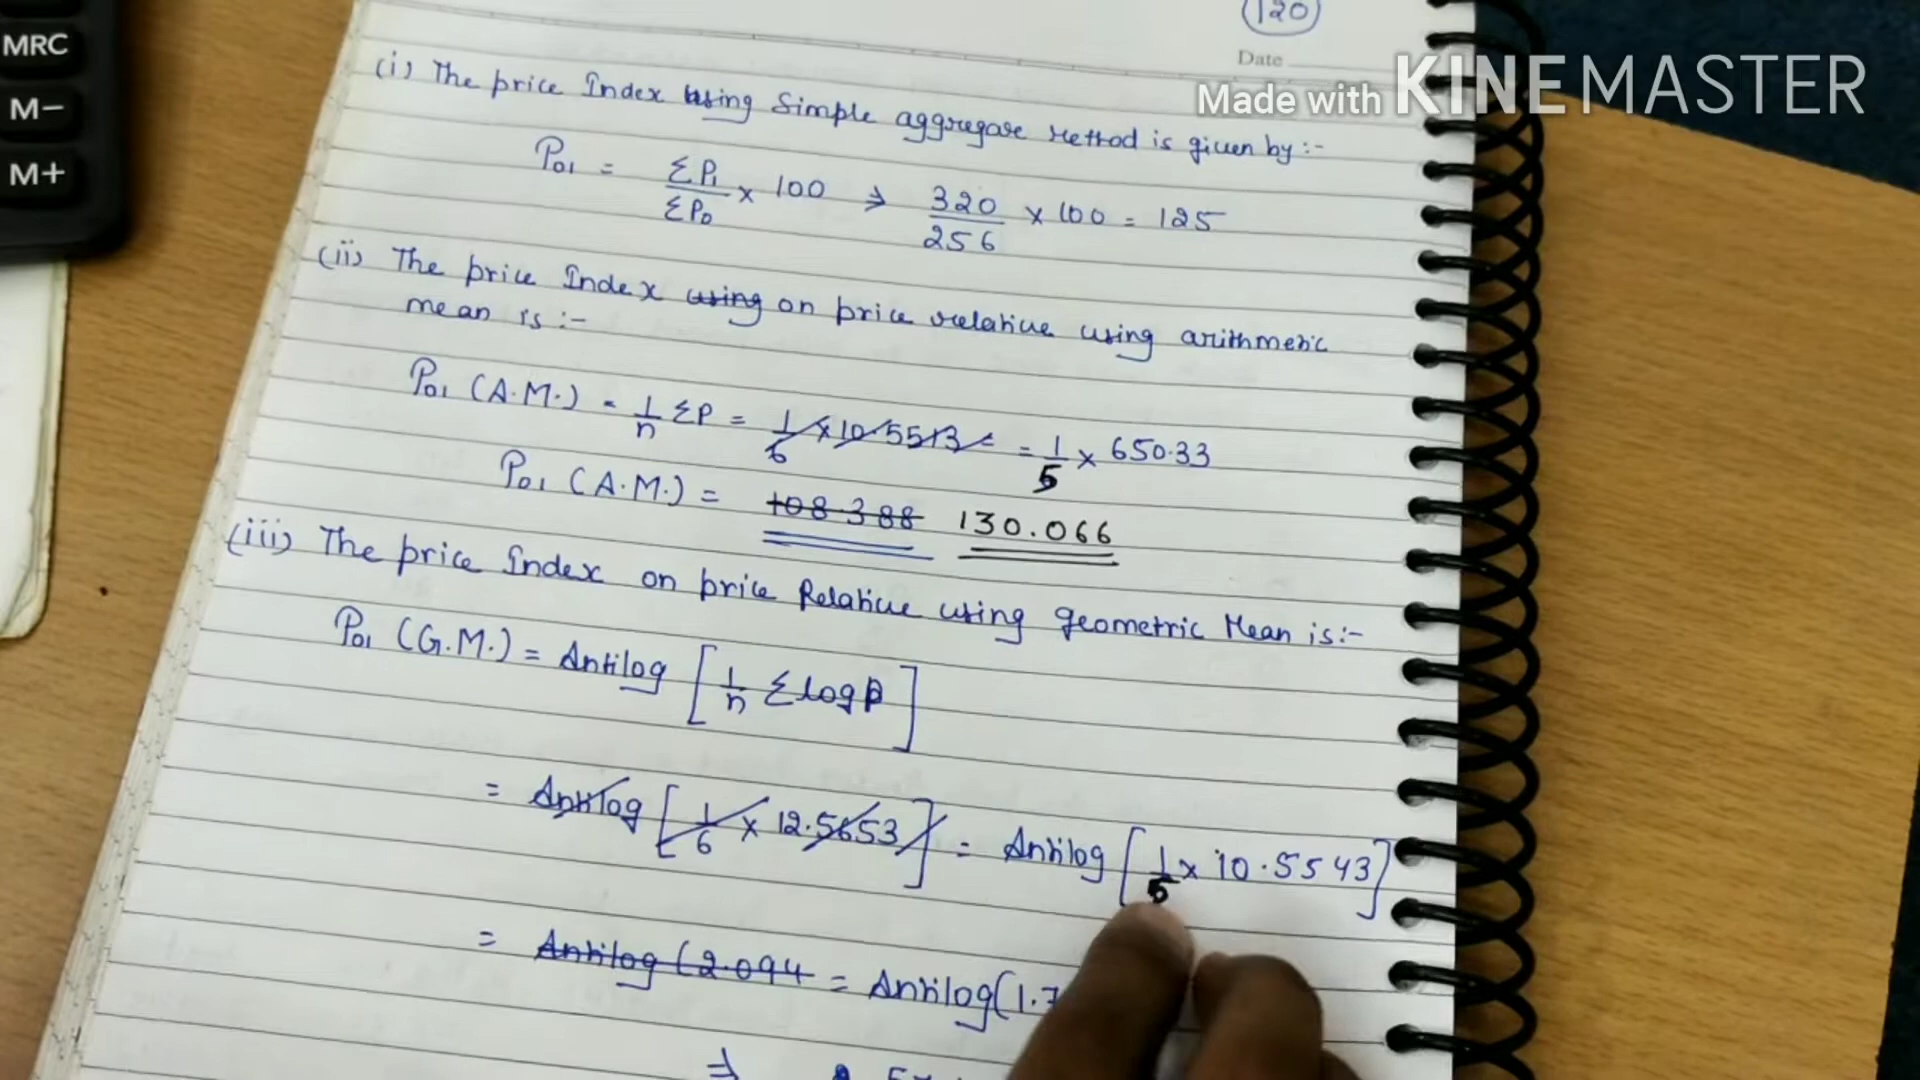 MRC
M-
M+
120
Date
Made with KINEMASTER
(i) The price Index using Simple aggregate Method is given by:-
P01 = ΣP1/ΣP0 × 100 ⇒ 320/256 × 100 = 125
(ii) The price Index using on price relative using arithmetic
mean is :-
P01 (A.M.) = 1/n ΣP = 1/6 × 10.5513 = = 1/5 × 650.33
P01 (A.M.) = 108.388 130.066
(iii) The price Index on price Relative using geometric Mean is:-
P01 (G.M.) = Antilog [1/n Σlog P]
= Antilog [1/6 × 12.5653] = Antilog [1/5 × 10.5543]
= Antilog (2.094 = Antilog (1.7
⇒